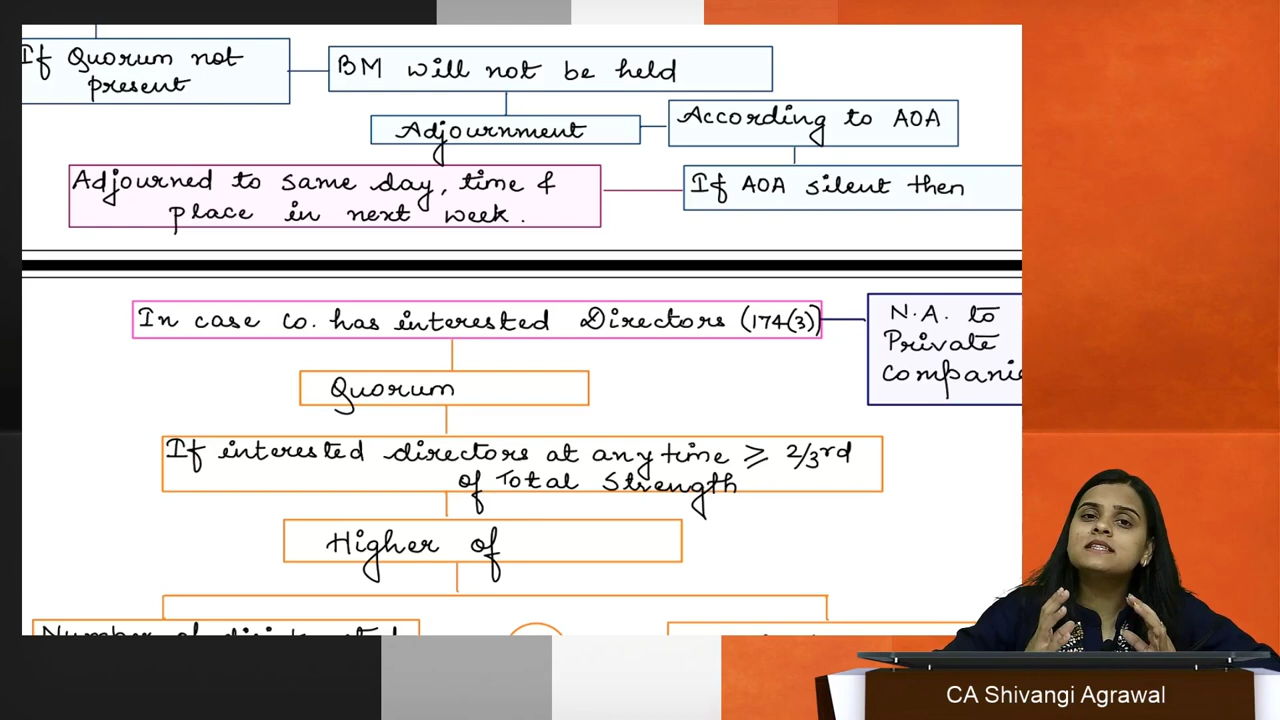 If Quorum not
present
BM will not be held
Adjournment
According to AOA
If AOA silent then
Adjourned to same day, time &
place in next week.
In case Co. has interested Directors (174(3))
N.A. to
Private
Quorum
If interested directors at any time ≥ 2/3rd
of Total Strength
Higher of
Number of
CA Shivangi Agrawal